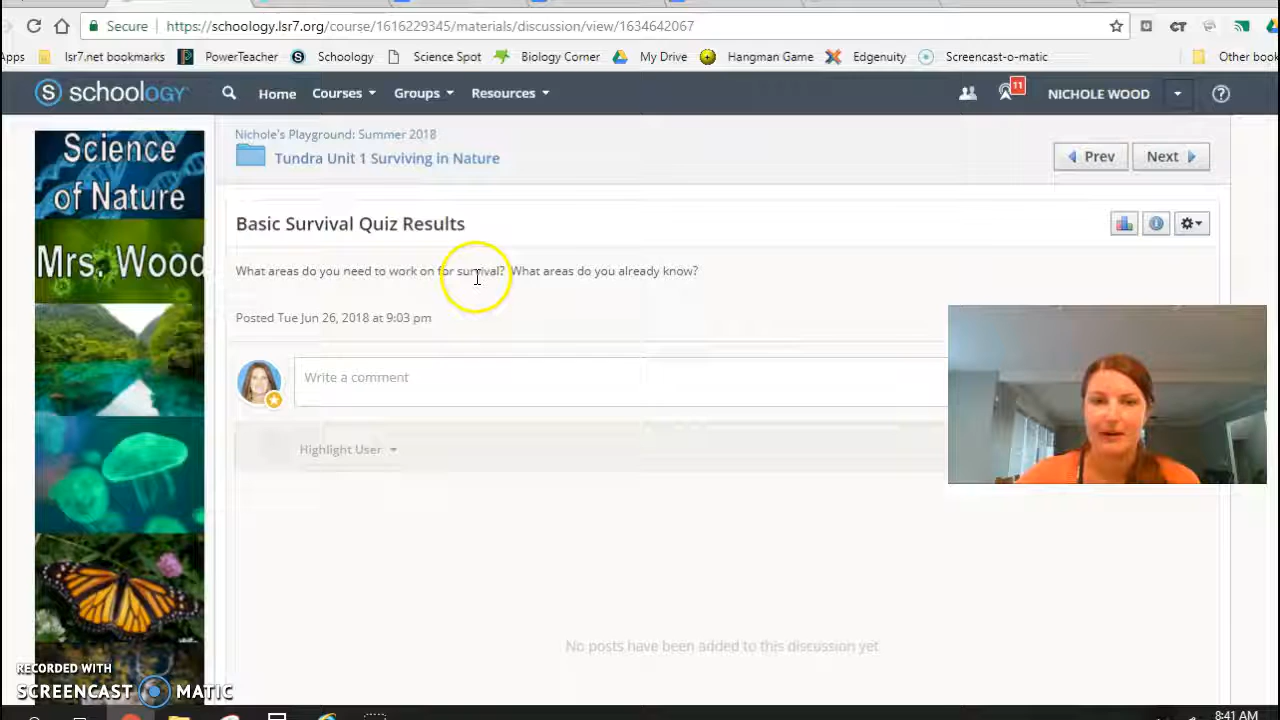 Secure https://schoology.lsr7.org/course/1616229345/materials/discussion/view/1634642067
Apps lsr7.net bookmarks PowerTeacher Schoology Science Spot Biology Corner My Drive Hangman Game Edgenuity Screencast-o-matic Other book
S schoology Home Courses Groups Resources 11 NICHOLE WOOD
Nichole's Playground: Summer 2018
Tundra Unit 1 Surviving in Nature
Prev Next
Science
of Nature
Mrs. Wood
Basic Survival Quiz Results
What areas do you need to work on for survival? What areas do you already know?
Posted Tue Jun 26, 2018 at 9:03 pm
Write a comment
Highlight User
No posts have been added to this discussion yet
RECORDED WITH
SCREENCAST MATIC
8:41 AM